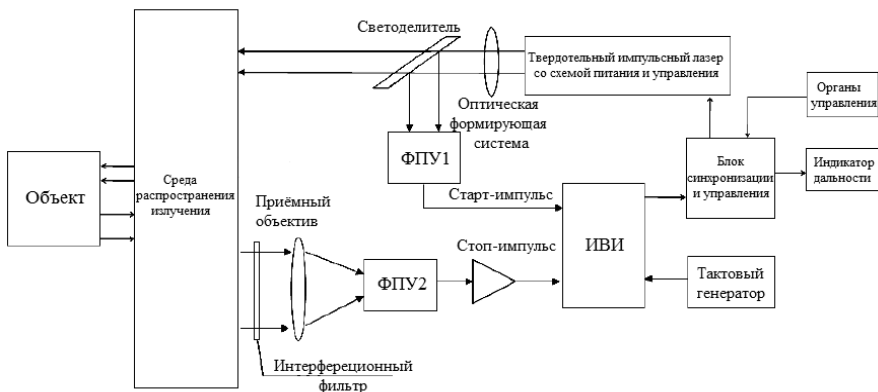 Светоделитель
Твердотельный импульсный лазер
со схемой питания и управления
Органы
управления
Оптическая
формирующая
система
ФПУ1
Блок
синхронизации
и управления
Индикатор
дальности
Объект
Среда
распространения
излучения
Приёмный
объектив
Старт-импульс
ИВИ
Стоп-импульс
ФПУ2
Тактовый
генератор
Интерфереционный
фильтр